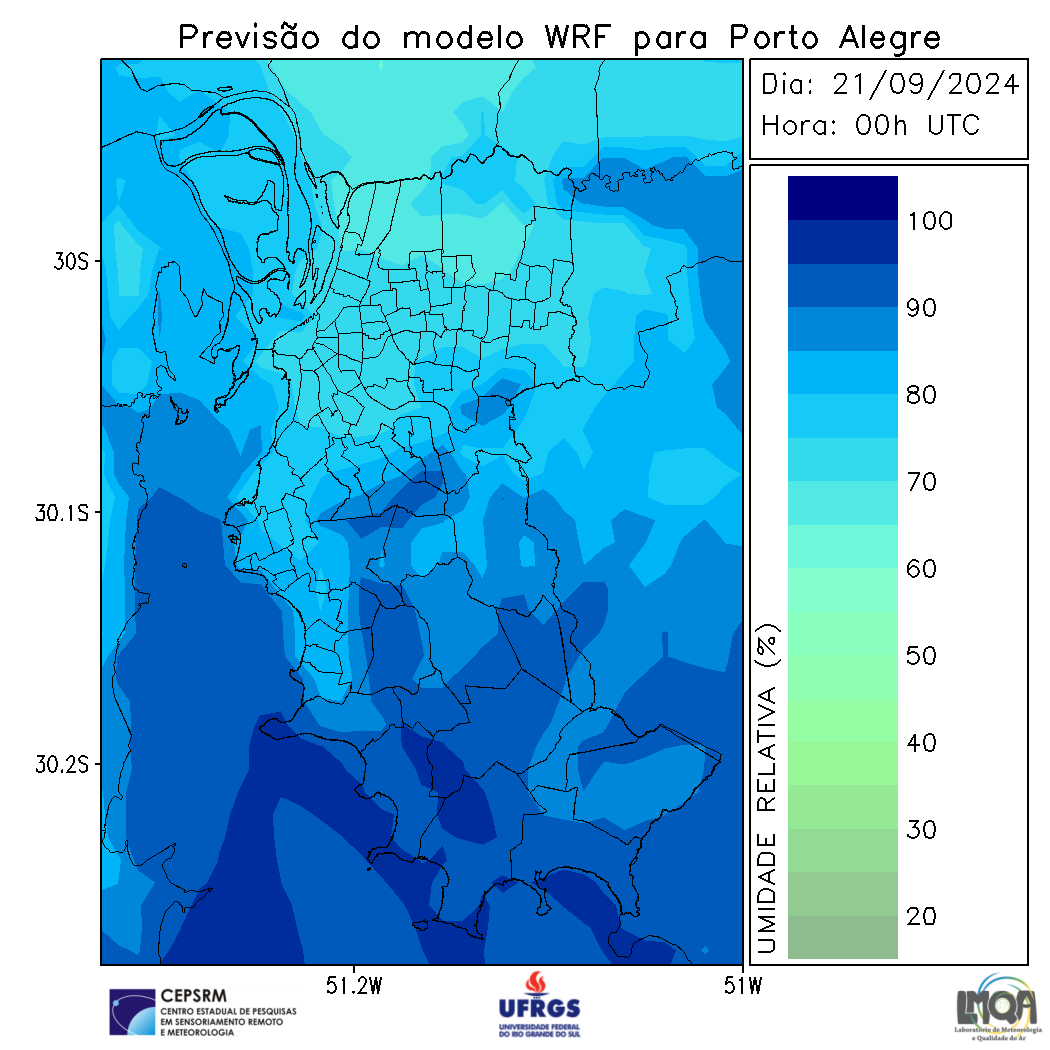 Previsão do modelo WRF para Porto Alegre
Dia: 21/09/2024
Hora: 00h UTC
30S
30.1S
30.2S
51.2W
51W
100
90
80
70
60
50
40
30
20
UMIDADE RELATIVA (%)
CEPSRM
CENTRO ESTADUAL DE PESQUISAS
EM SENSORIAMENTO REMOTO
E METEOROLOGIA
UFRGS
UNIVERSIDADE FEDERAL
DO RIO GRANDE DO SUL
LMQA
Laboratório de Meteorologia
e Qualidade do Ar